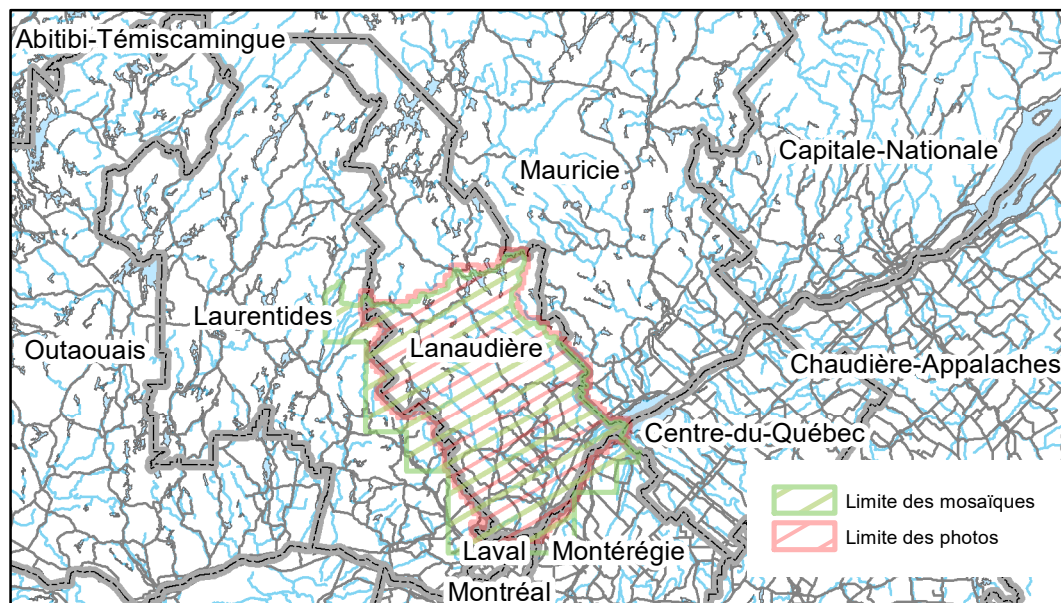 Abitibi-Témiscamingue
Capitale-Nationale
Mauricie
Laurentides
Outaouais
Lanaudière
Chaudière-Appalaches
Centre-du-Québec
Limite des mosaïques
Limite des photos
Laval
Montérégie
Montréal